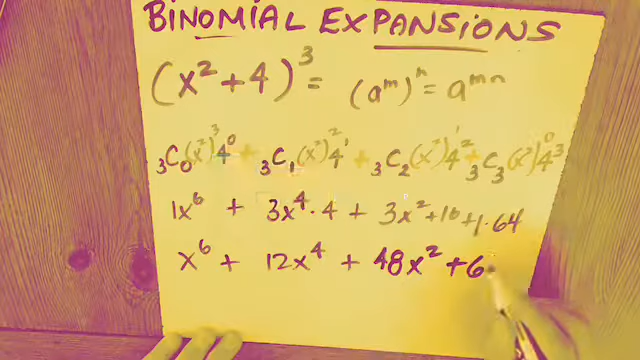 BINOMIAL EXPANSIONS
(x² + 4)³ = (aᵐ)ⁿ = aᵐⁿ
₃C₀(x²)³4⁰ + ₃C₁(x²)²4¹ + ₃C₂(x²)¹4² + ₃C₃(x²)⁰4³
1x⁶ + 3x⁴·4 + 3x²+16+1·64
x⁶ + 12x⁴ + 48x² + 6